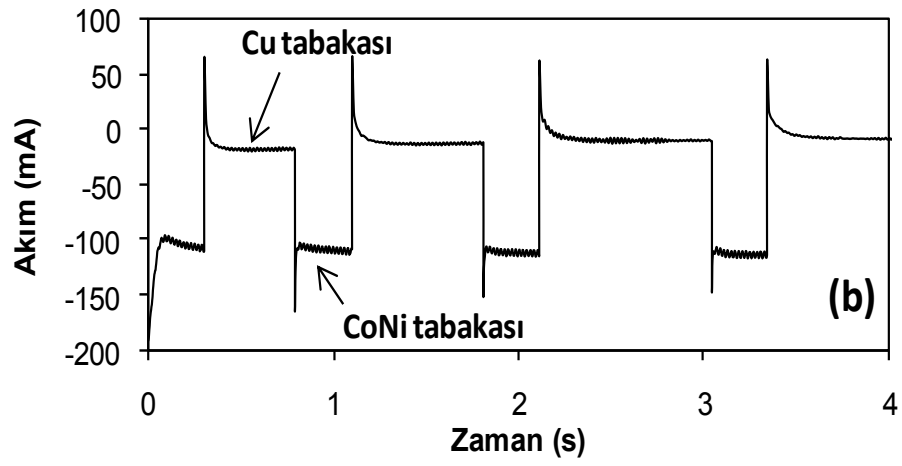 100
50
0
-50
-100
-150
-200
Akım (mA)
Cu tabakası
CoNi tabakası
(b)
0 1 2 3 4
Zaman (s)